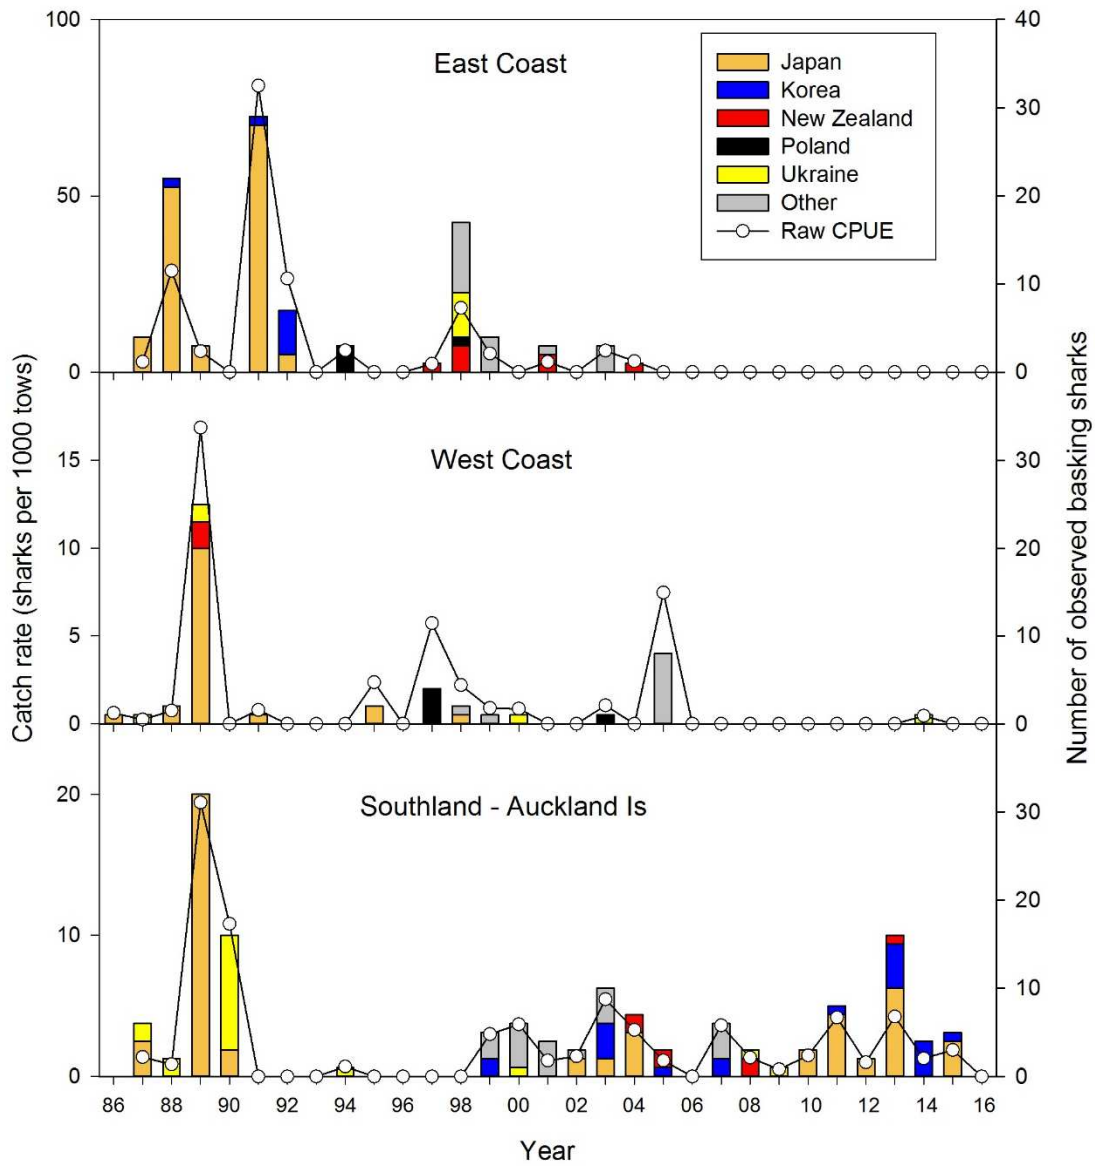 100
50
0
East Coast
Japan
Korea
New Zealand
Poland
Ukraine
Other
Raw CPUE
40
30
20
10
0
15
10
5
0
West Coast
30
20
10
0
20
10
0
Southland - Auckland Is
30
20
10
0
86 88 90 92 94 96 98 00 02 04 06 08 10 12 14 16
Year
Catch rate (sharks per 1000 tows)
Number of observed basking sharks